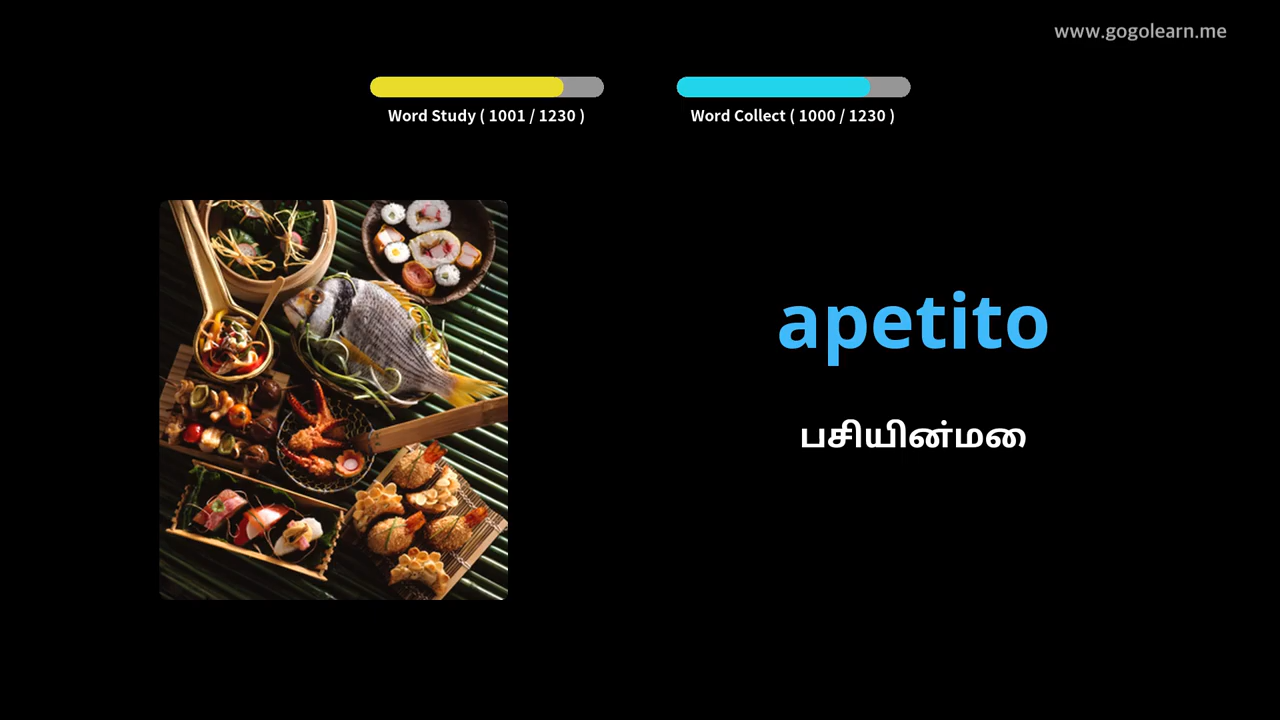 www.gogolearn.me
Word Study ( 1001 / 1230 )
Word Collect ( 1000 / 1230 )
apetito
பசியின்மை